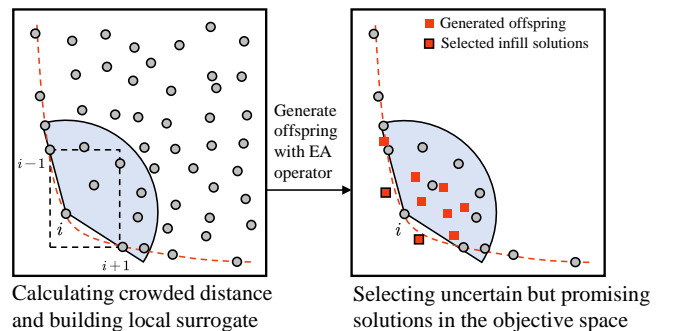 i−1
i
i+1
Calculating crowded distance
and building local surrogate
Generate
offspring
with EA
operator
Generated offspring
Selected infill solutions
i
Selecting uncertain but promising
solutions in the objective space